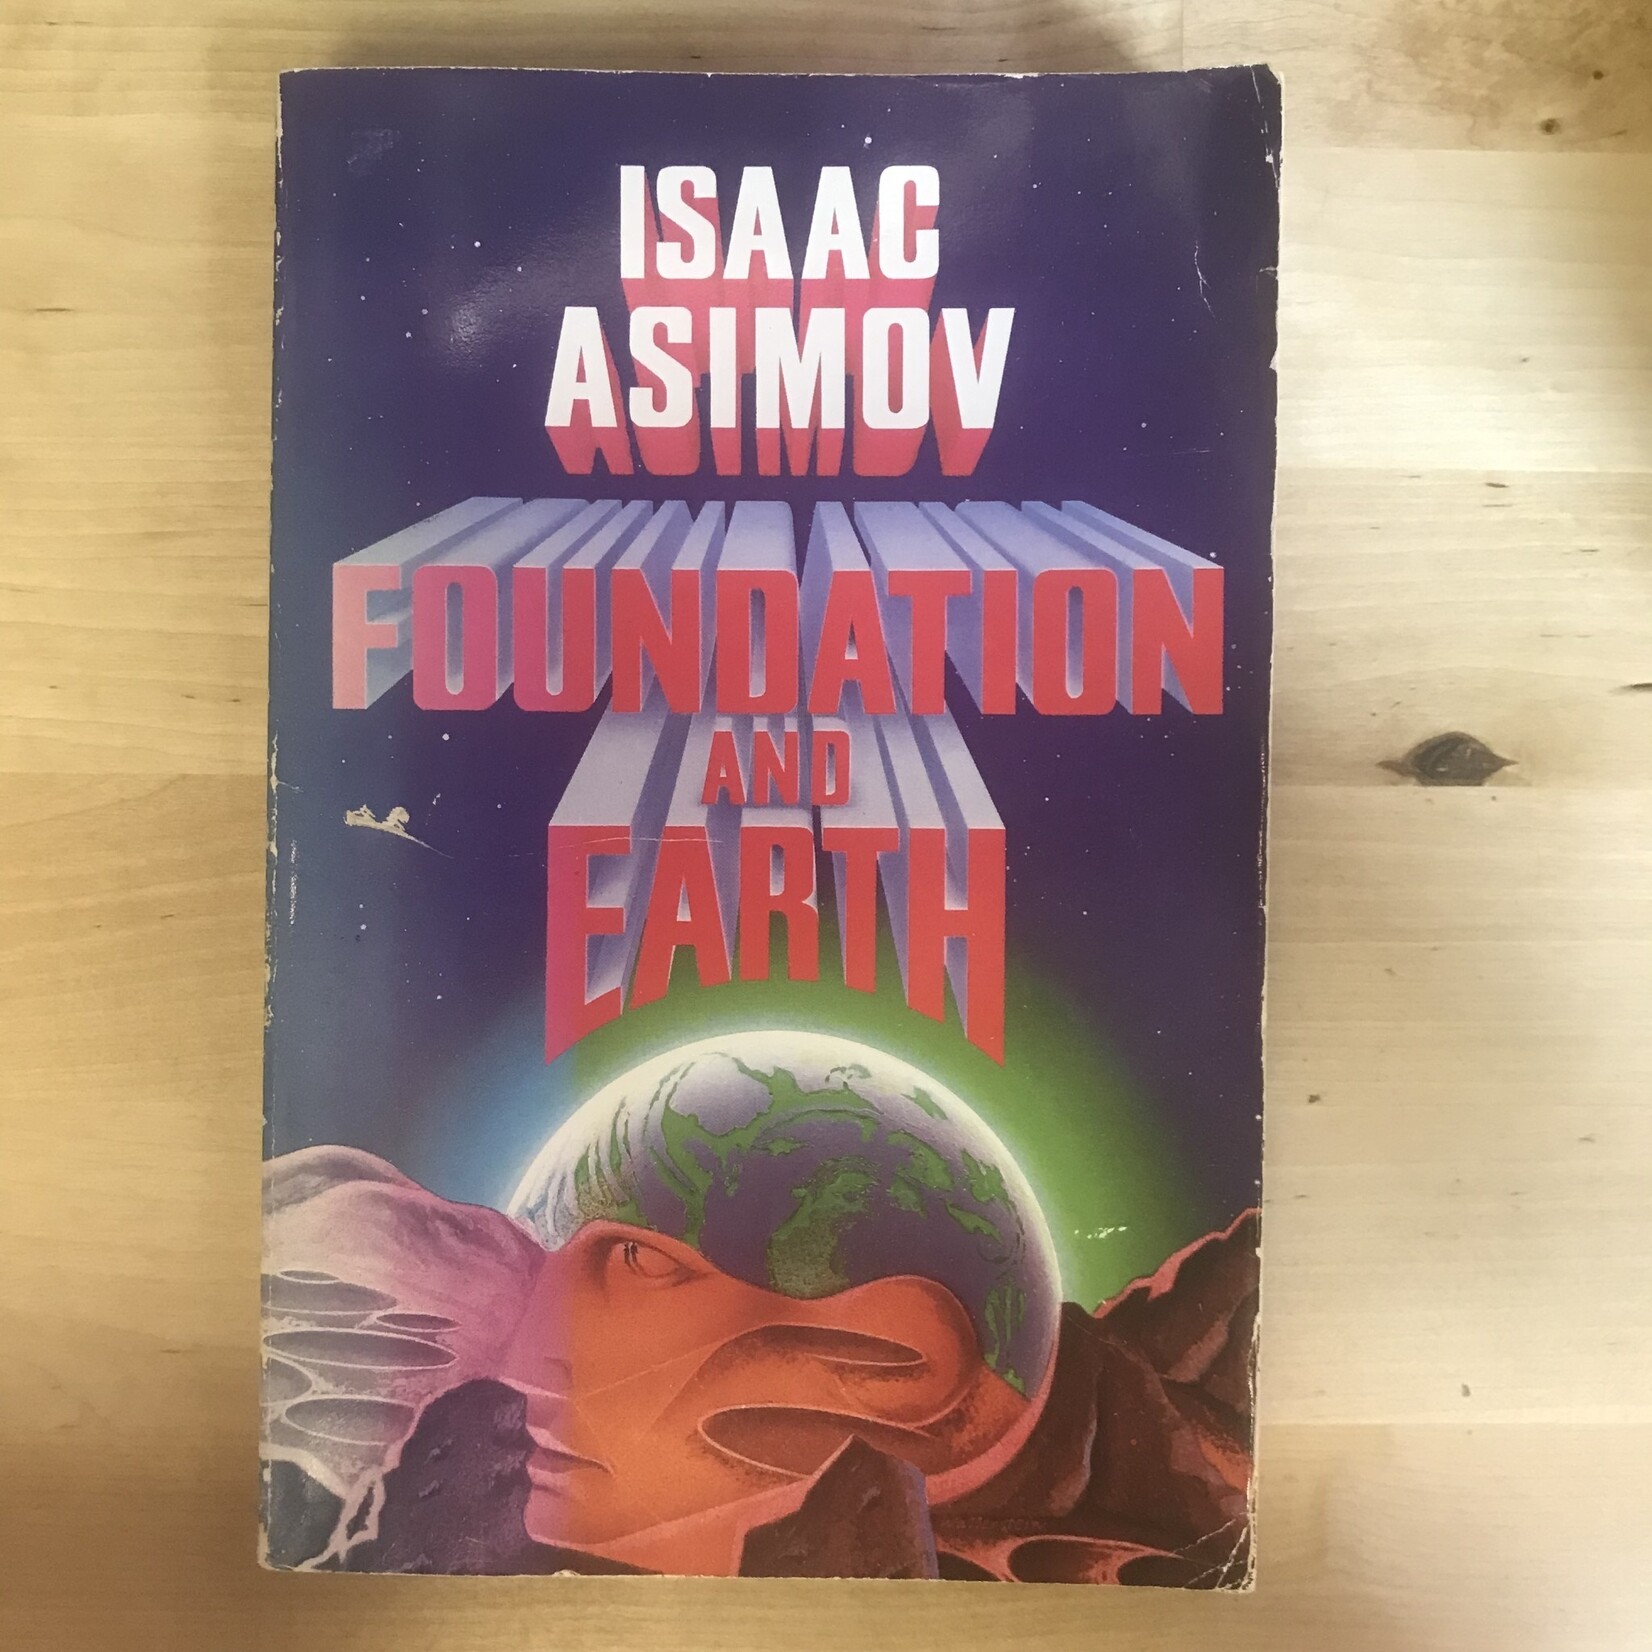 ISAAC
ASIMOV
FOUNDATION
AND
EARTH